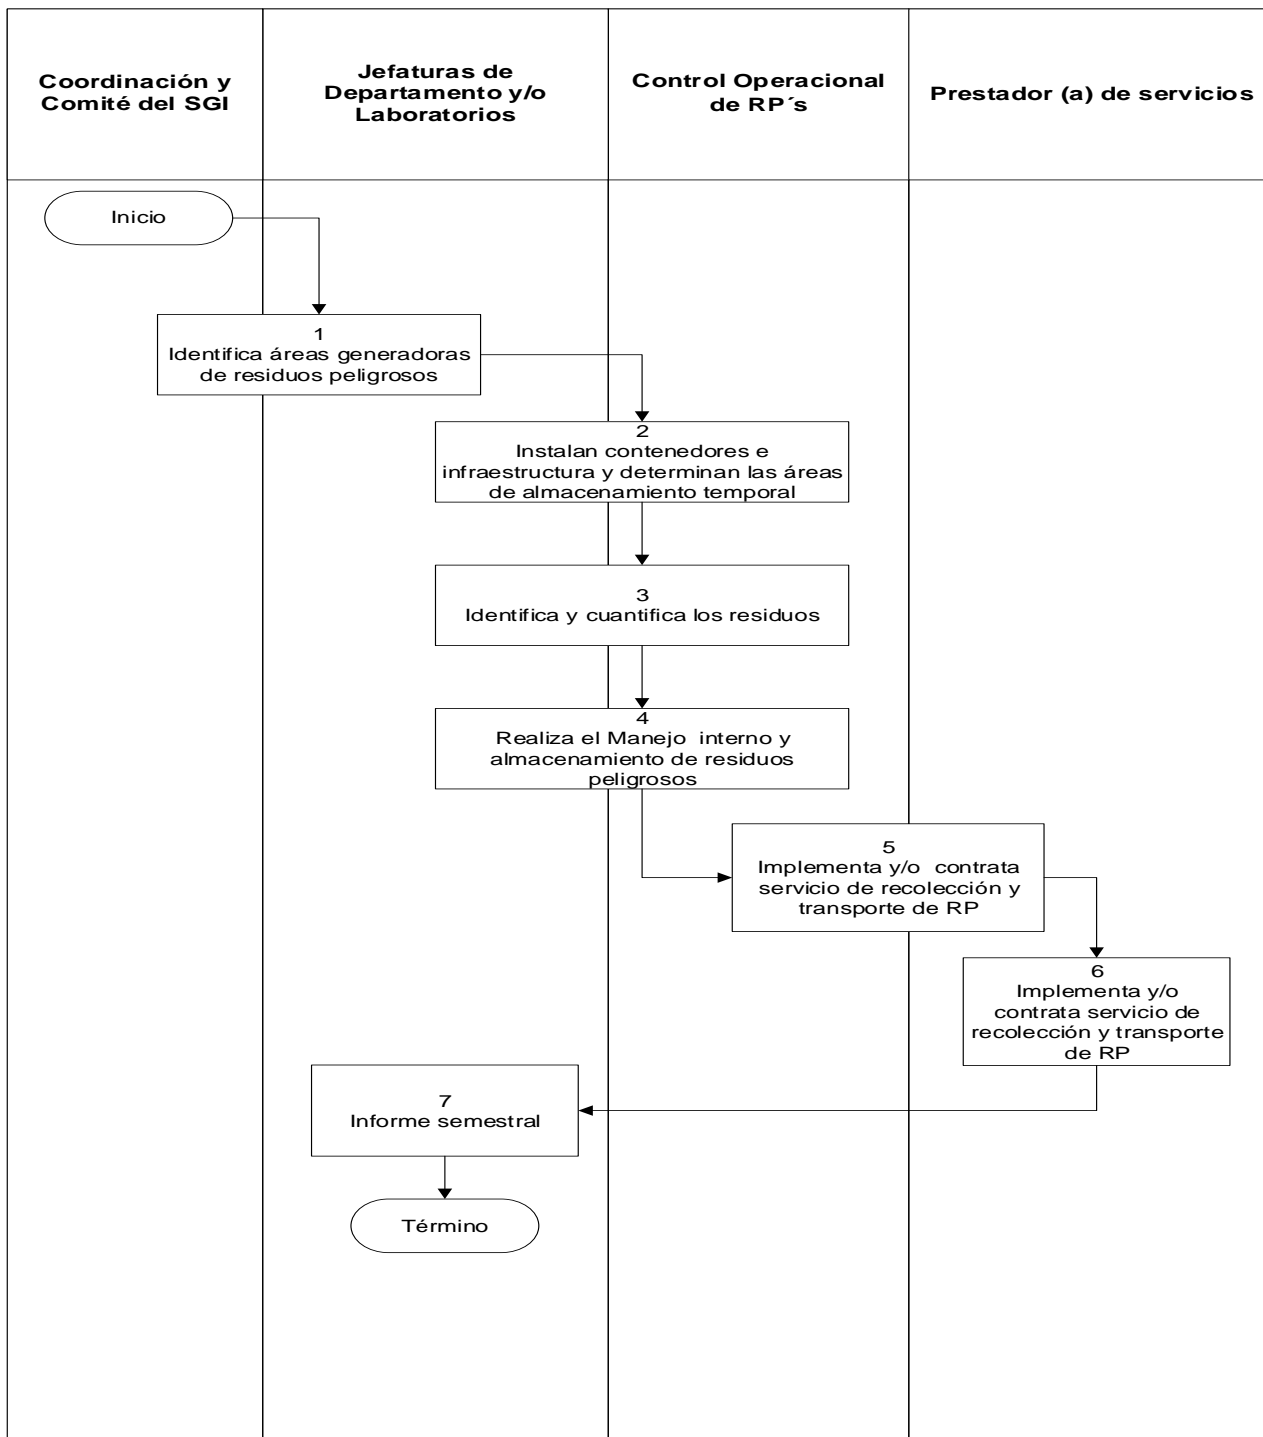 Coordinación y
Comité del SGI
Jefaturas de
Departamento y/o
Laboratorios
Control Operacional
de RP´s
Prestador (a) de servicios
Inicio
1
Identifica áreas generadoras
de residuos peligrosos
2
Instalan contenedores e
infraestructura y determinan las áreas
de almacenamiento temporal
3
Identifica y cuantifica los residuos
4
Realiza el Manejo interno y
almacenamiento de residuos
peligrosos
5
Implementa y/o contrata
servicio de recolección y
transporte de RP
6
Implementa y/o
contrata servicio de
recolección y transporte
de RP
7
Informe semestral
Término